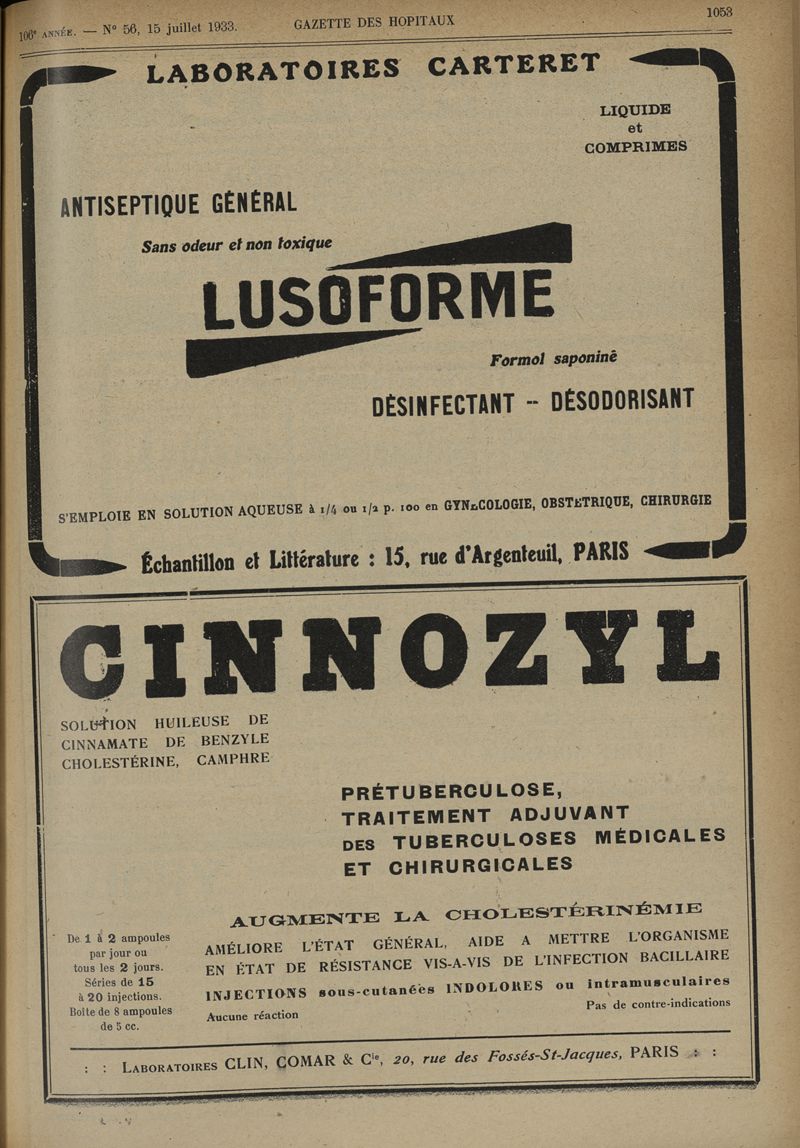 106e ANNÉE. — N° 56, 15 juillet 1933. GAZETTE DES HOPITAUX 1053
LABORATOIRES CARTERET
LIQUIDE
et
COMPRIMES
ANTISEPTIQUE GÉNÉRAL
Sans odeur et non toxique
LUSOFORME
Formol saponiné
DÉSINFECTANT -- DÉSODORISANT
S'EMPLOIE EN SOLUTION AQUEUSE à 1/4 ou 1/2 p. 100 en GYNÉCOLOGIE, OBSTÉTRIQUE, CHIRURGIE
Échantillon et Littérature : 15, rue d'Argenteuil, PARIS
CINNOZYL
SOLUTION HUILEUSE DE
CINNAMATE DE BENZYLE
CHOLESTÉRINE, CAMPHRE
PRÉTUBERCULOSE,
TRAITEMENT ADJUVANT
DES TUBERCULOSES MÉDICALES
ET CHIRURGICALES
AUGMENTE LA CHOLESTÉRINÉMIE
AMÉLIORE L'ÉTAT GÉNÉRAL, AIDE A METTRE L'ORGANISME
EN ÉTAT DE RÉSISTANCE VIS-A-VIS DE L'INFECTION BACILLAIRE
INJECTIONS sous-cutanées INDOLORES ou intramusculaires
Aucune réaction Pas de contre-indications
De 1 à 2 ampoules
par jour ou
tous les 2 jours.
Séries de 15
à 20 injections.
Boîte de 8 ampoules
de 5 cc.
: : LABORATOIRES CLIN, COMAR & Cie, 20, rue des Fossés-St-Jacques, PARIS : :